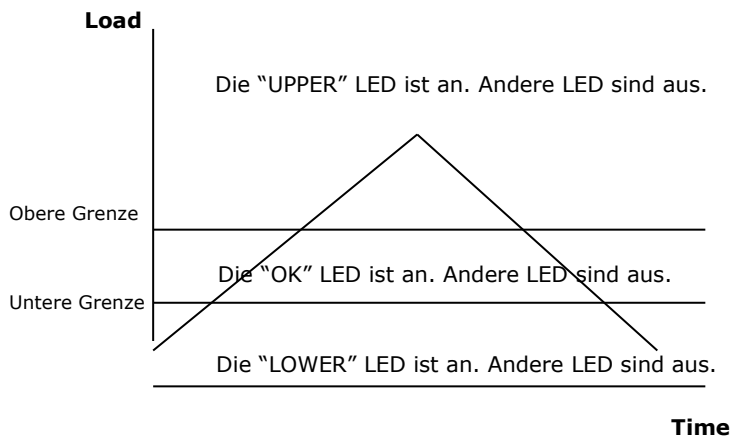 Load
Die “UPPER” LED ist an. Andere LED sind aus.
Obere Grenze
Die “OK” LED ist an. Andere LED sind aus.
Untere Grenze
Die “LOWER” LED ist an. Andere LED sind aus.
Time